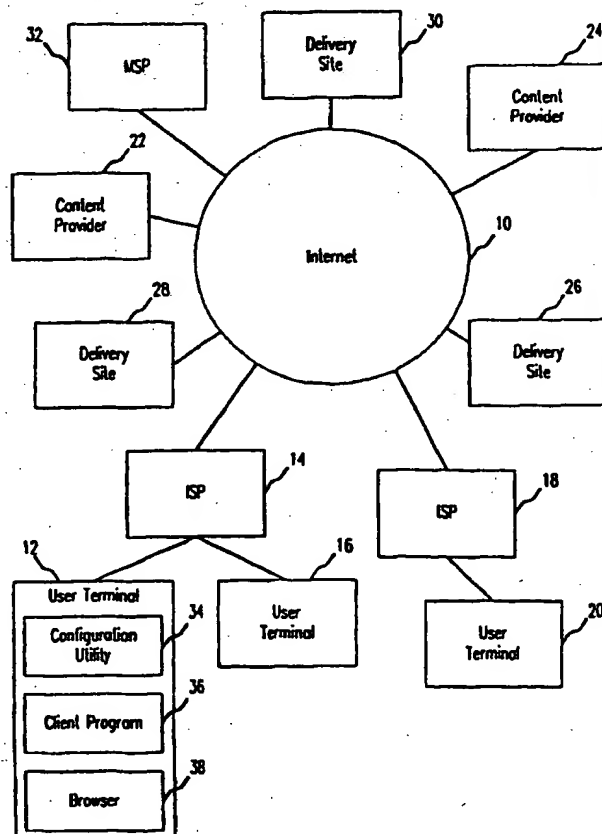 32
MSP
Delivery
Site
30
24
Content
Provider
22
Content
Provider
Internet
10
28
Delivery
Site
26
Delivery
Site
ISP
14
ISP
18
12
User Terminal
Configuration
Utility
34
Client Program
36
Browser
38
16
User
Terminal
User
Terminal
20